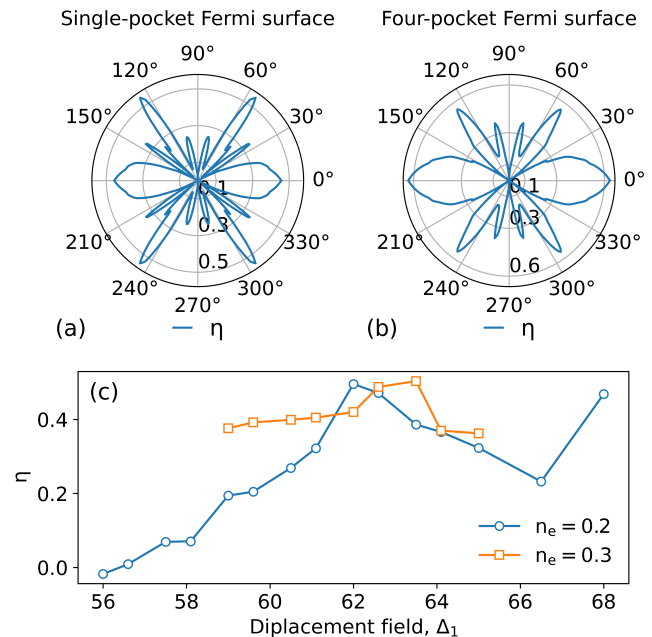 Single-pocket Fermi surface
Four-pocket Fermi surface
90°
120°
60°
150°
30°
0°
0.1
0.3
0.5
210°
330°
240°
300°
270°
(a)
η
90°
120°
60°
150°
30°
0°
0.1
0.3
0.6
210°
330°
240°
300°
270°
(b)
η
(c)
η
0.4
0.2
0.0
nₑ = 0.2
nₑ = 0.3
56 58 60 62 64 66 68
Diplacement field, Δ₁